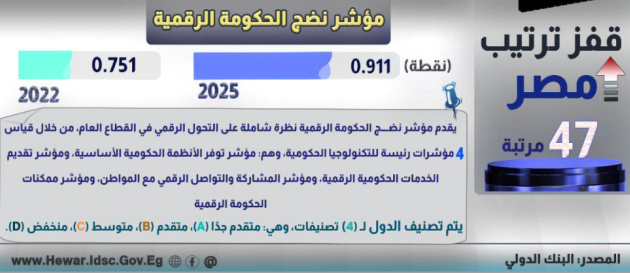 مؤشر نضج الحكومة الرقمية
قفز ترتيب
مصر
47 مرتبة
(نقطة) 0.911
2025
0.751
2022
يقدم مؤشر نضج الحكومة الرقمية نظرة شاملة على التحول الرقمي في القطاع العام، من خلال قياس
4 مؤشرات رئيسة للتكنولوجيا الحكومية، وهم: مؤشر توفر الأنظمة الحكومية الأساسية، ومؤشر تقديم
الخدمات الحكومية الرقمية، ومؤشر المشاركة والتواصل الرقمي مع المواطن، ومؤشر ممكنات
الحكومة الرقمية
يتم تصنيف الدول لـ (4) تصنيفات، وهي: متقدم جدًا (A)، متقدم (B)، متوسط (C)، منخفض (D).
المصدر: البنك الدولي
www.Hewar.Idsc.Gov.Eg